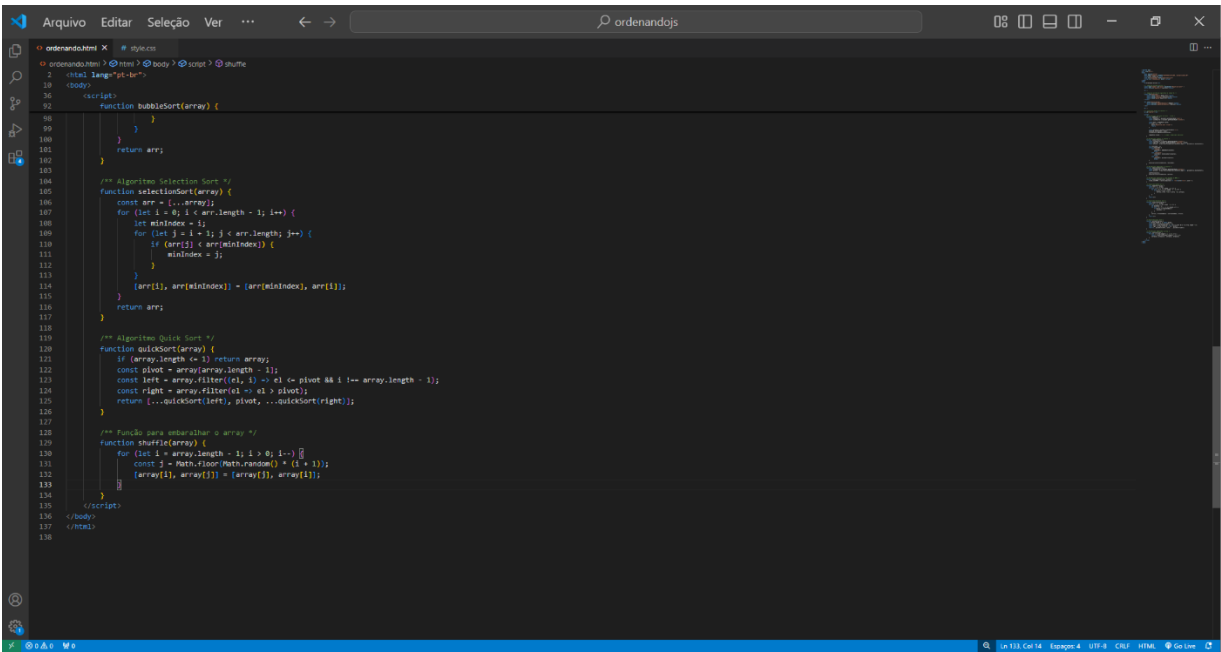 Arquivo Editar Seleção Ver ··· ← → ordenandojs
ordenando.html × # style.css
ordenando.html > html > body > script > shuffle
2 <html lang="pt-br">
10 <body>
36 <script>
92 function bubbleSort(array) {
98 }
99 }
100 }
101 return arr;
102 }
103
104 /** Algoritmo Selection Sort */
105 function selectionSort(array) {
106 const arr = [...array];
107 for (let i = 0; i < arr.length - 1; i++) {
108 let minIndex = i;
109 for (let j = i + 1; j < arr.length; j++) {
110 if (arr[j] < arr[minIndex]) {
111 minIndex = j;
112 }
113 }
114 [arr[i], arr[minIndex]] = [arr[minIndex], arr[i]];
115 }
116 return arr;
117 }
118
119 /** Algoritmo Quick Sort */
120 function quickSort(array) {
121 if (array.length <= 1) return array;
122 const pivot = array[array.length - 1];
123 const left = array.filter((el, i) => el <= pivot && i !== array.length - 1);
124 const right = array.filter(el => el > pivot);
125 return [...quickSort(left), pivot, ...quickSort(right)];
126 }
127
128 /** Função para embaralhar o array */
129 function shuffle(array) {
130 for (let i = array.length - 1; i > 0; i--) {
131 const j = Math.floor(Math.random() * (i + 1));
132 [array[i], array[j]] = [array[j], array[i]];
133 }
134 }
135 </script>
136 </body>
137 </html>
138
0 0 0 Ln 133, Col 14 Espaços: 4 UTF-8 CRLF HTML Go Live